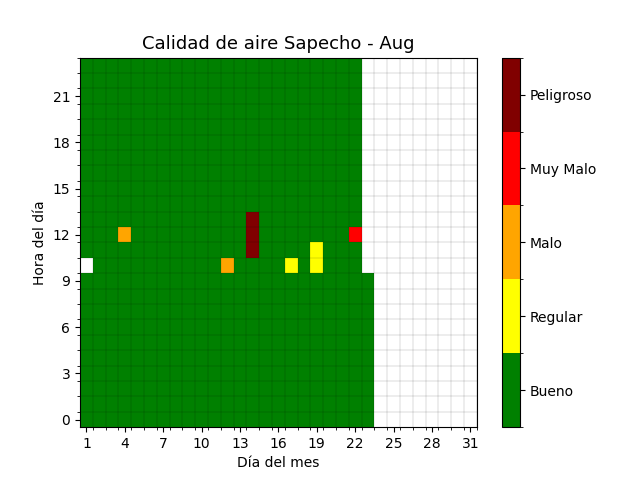 Calidad de aire Sapecho - Aug
Hora del día
21
18
15
12
9
6
3
0
1 4 7 10 13 16 19 22 25 28 31
Día del mes
Peligroso
Muy Malo
Malo
Regular
Bueno